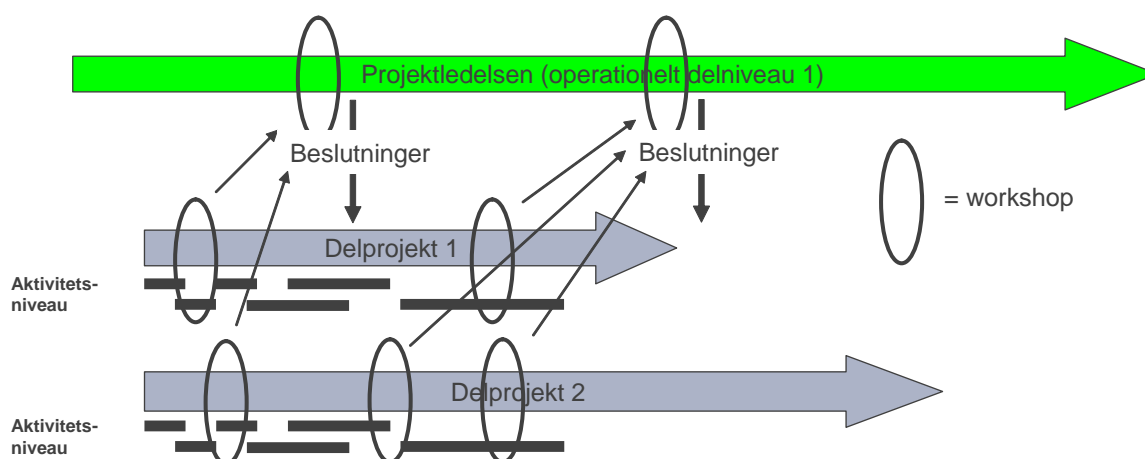 Projektledelsen (operationelt delniveau 1)
Beslutninger
Beslutninger
= workshop
Delprojekt 1
Aktivitets-
niveau
Delprojekt 2
Aktivitets-
niveau